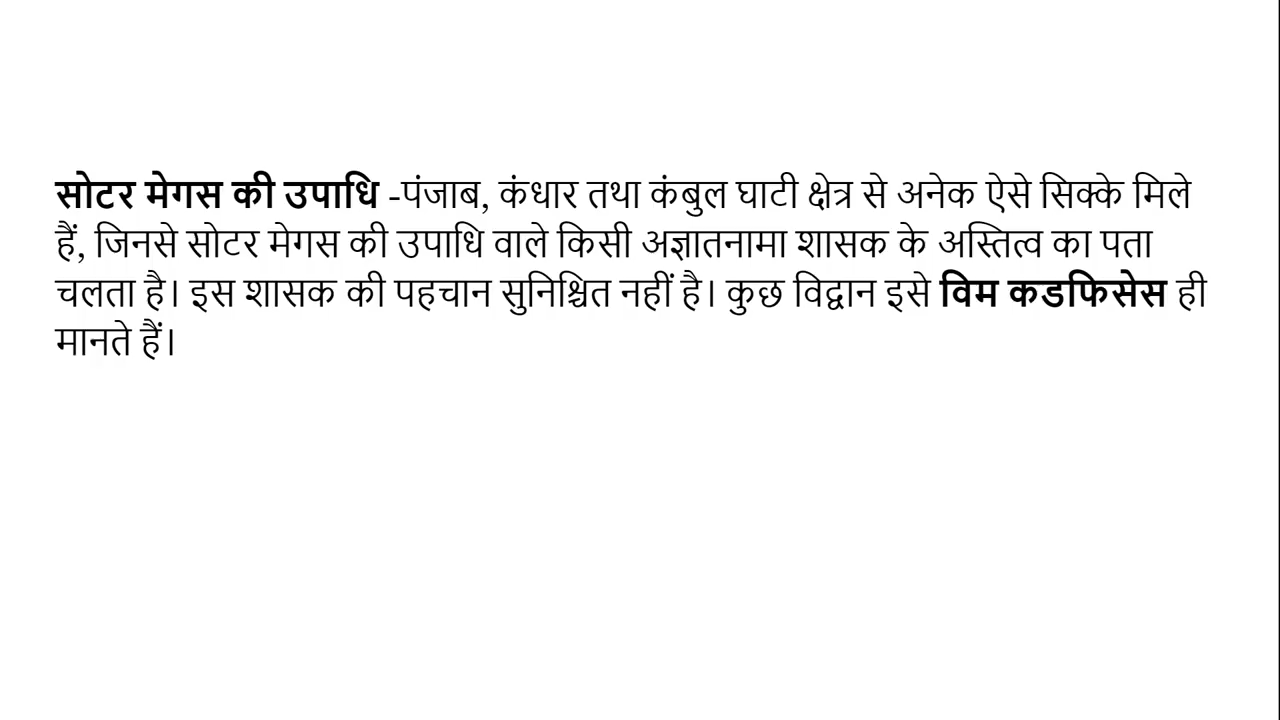 सोटर मेगस की उपाधि -पंजाब, कंधार तथा कंबुल घाटी क्षेत्र से अनेक ऐसे सिक्के मिले
हैं, जिनसे सोटर मेगस की उपाधि वाले किसी अज्ञातनामा शासक के अस्तित्व का पता
चलता है। इस शासक की पहचान सुनिश्चित नहीं है। कुछ विद्वान इसे विम कडफिसेस ही
मानते हैं।